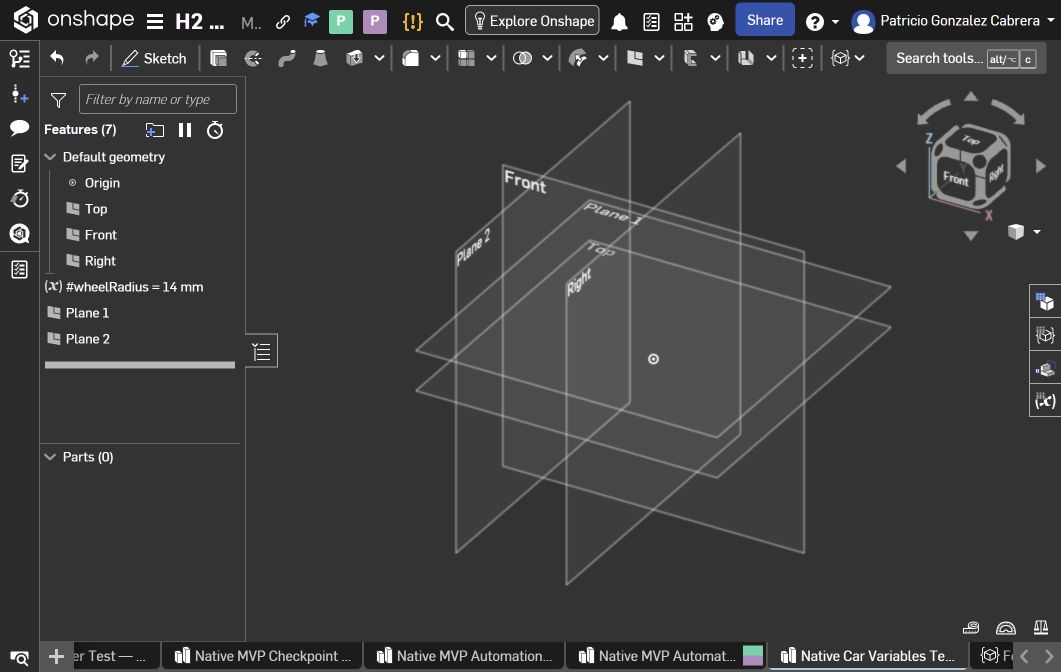 onshape H2 ... M... P P {!} Explore Onshape Share Patricio Gonzalez Cabrera
Sketch Search tools... alt/⌥ c
Filter by name or type
Features (7)
Default geometry
Origin
Top
Front
Right
(x) #wheelRadius = 14 mm
Plane 1
Plane 2
Parts (0)
Front
Plane 1
Plane 2
Top
Right
Top
Z
Y
Front
Right
X
(x)
er Test — ... Native MVP Checkpoint ... Native MVP Automation... Native MVP Automat... Native Car Variables Te...